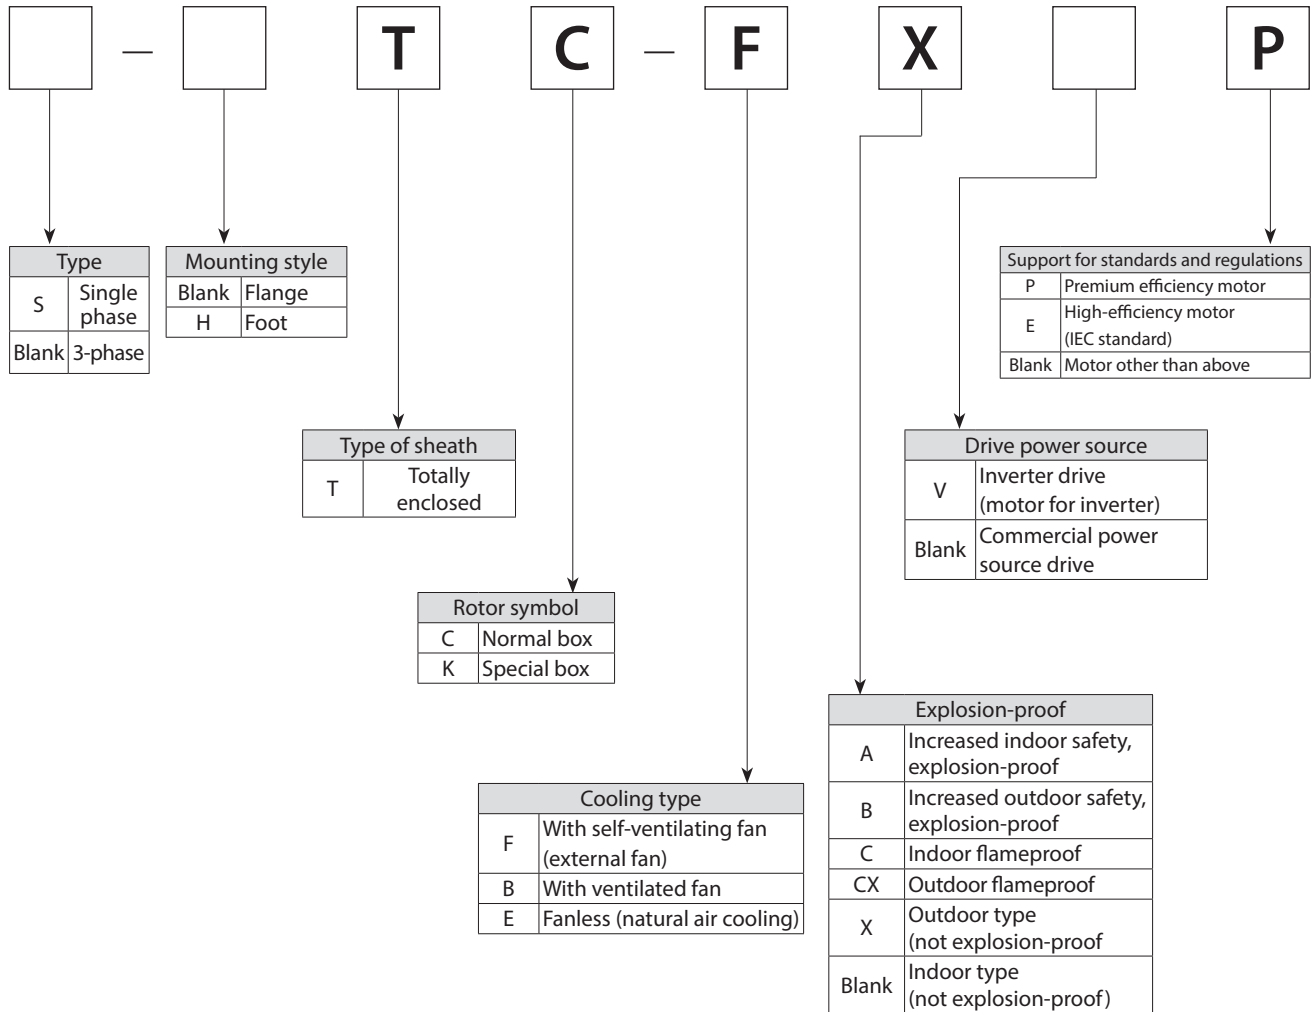 — T C — F X P
Type
S Single
phase
Blank 3-phase
Mounting style
Blank Flange
H Foot
Support for standards and regulations
P Premium efficiency motor
E High-efficiency motor
(IEC standard)
Blank Motor other than above
Type of sheath
T Totally
enclosed
Drive power source
V Inverter drive
(motor for inverter)
Blank Commercial power
source drive
Rotor symbol
C Normal box
K Special box
Explosion-proof
A Increased indoor safety,
explosion-proof
B Increased outdoor safety,
explosion-proof
C Indoor flameproof
CX Outdoor flameproof
X Outdoor type
(not explosion-proof
Blank Indoor type
(not explosion-proof)
Cooling type
F With self-ventilating fan
(external fan)
B With ventilated fan
E Fanless (natural air cooling)